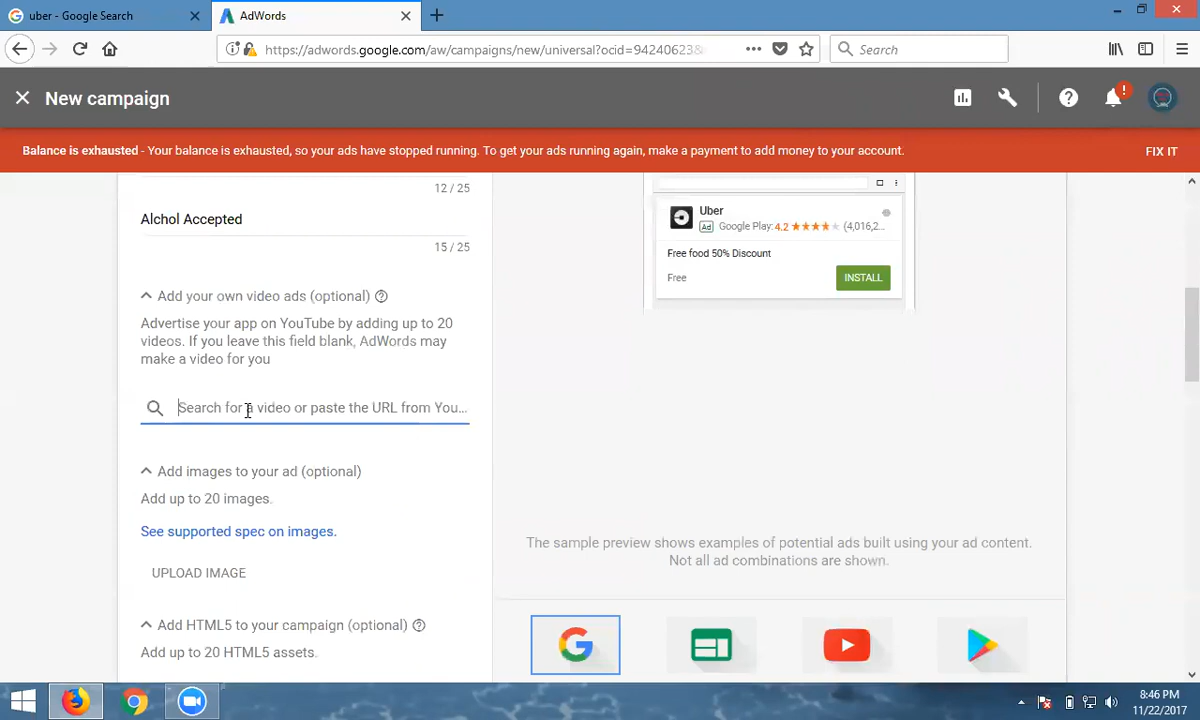 uber - Google Search
AdWords
https://adwords.google.com/aw/campaigns/new/universal?ocid=94240623&
Search
New campaign
Balance is exhausted - Your balance is exhausted, so your ads have stopped running. To get your ads running again, make a payment to add money to your account.
FIX IT
12 / 25
Alchol Accepted
15 / 25
Add your own video ads (optional)
Advertise your app on YouTube by adding up to 20
videos. If you leave this field blank, AdWords may
make a video for you
Search for a video or paste the URL from You...
Add images to your ad (optional)
Add up to 20 images.
See supported spec on images.
UPLOAD IMAGE
Add HTML5 to your campaign (optional)
Add up to 20 HTML5 assets.
Uber
Ad Google Play: 4.2 (4,016,2...
Free food 50% Discount
Free
INSTALL
The sample preview shows examples of potential ads built using your ad content.
Not all ad combinations are shown.
8:46 PM
11/22/2017